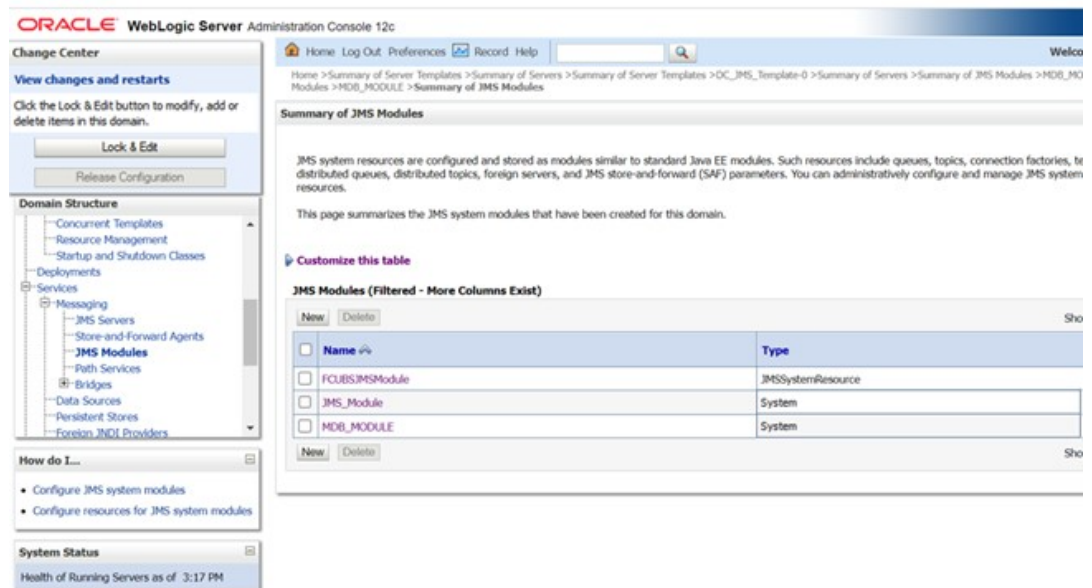 ORACLE WebLogic Server Administration Console 12c
Change Center
View changes and restarts
Click the Lock & Edit button to modify, add or
delete items in this domain.
Lock & Edit
Release Configuration
Domain Structure
Concurrent Templates
Resource Management
Startup and Shutdown Classes
Deployments
Services
Messaging
JMS Servers
Store-and-Forward Agents
JMS Modules
Path Services
Bridges
Data Sources
Persistent Stores
Foreign JNDI Providers
How do I...
Configure JMS system modules
Configure resources for JMS system modules
System Status
Health of Running Servers as of 3:17 PM
Home Log Out Preferences Record Help
Welco
Home >Summary of Server Templates >Summary of Servers >Summary of Server Templates >DC_JMS_Template-0 >Summary of Servers >Summary of JMS Modules >MDB_MO
Modules >MDB_MODULE >Summary of JMS Modules
Summary of JMS Modules
JMS system resources are configured and stored as modules similar to standard Java EE modules. Such resources include queues, topics, connection factories, te
distributed queues, distributed topics, foreign servers, and JMS store-and-forward (SAF) parameters. You can administratively configure and manage JMS system
resources.
This page summarizes the JMS system modules that have been created for this domain.
Customize this table
JMS Modules (Filtered - More Columns Exist)
New Delete Sho
Name Type
FCUBSJMSModule JMSSystemResource
JMS_Module System
MDB_MODULE System
New Delete Sho